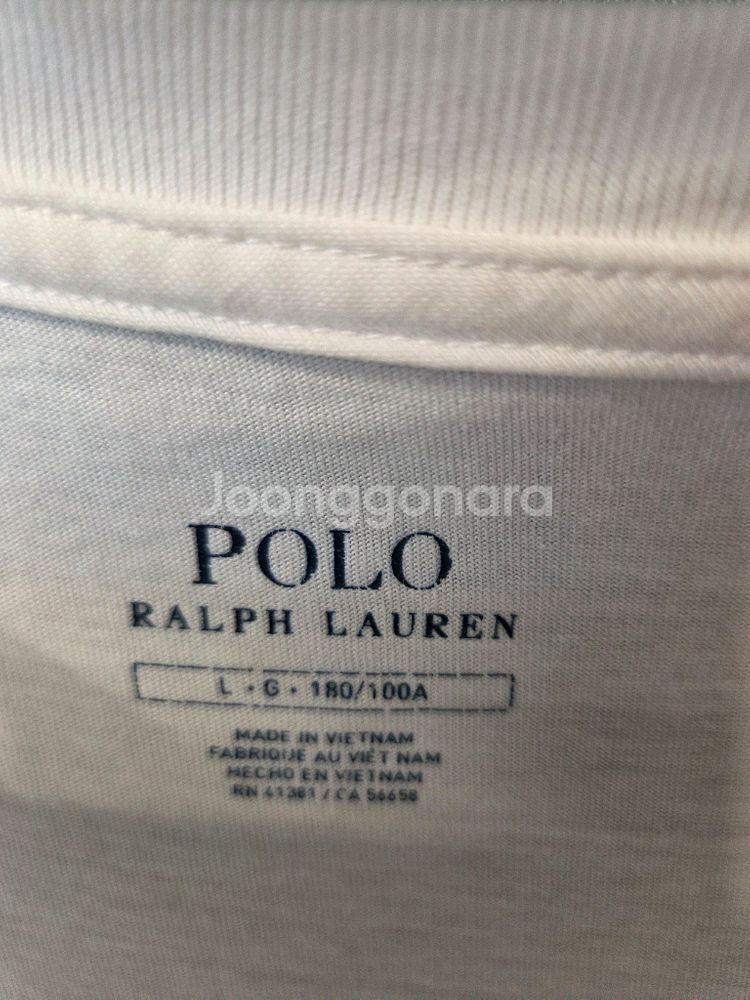 Joonggonara
POLO
RALPH LAUREN
L • G • 180/100A
MADE IN VIETNAM
FABRIQUE AU VIÊT NAM
HECHO EN VIETNAM
RN 41381 / CA 56658